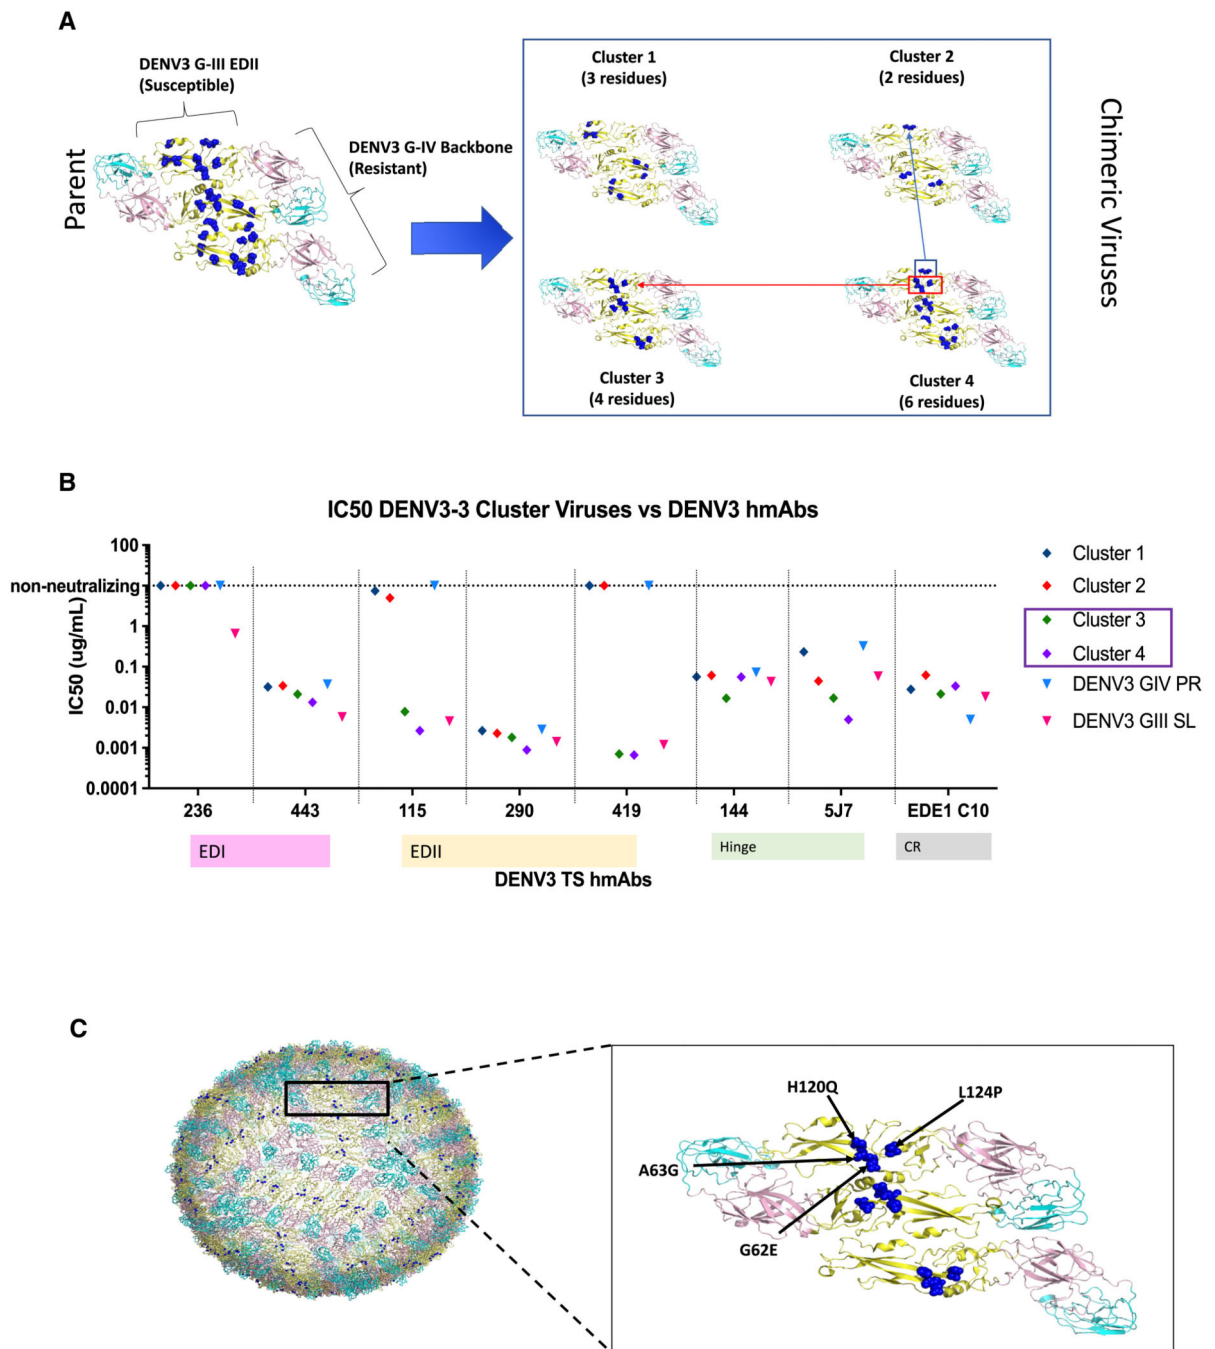 A
DENV3 G-III EDII
(Susceptible)
DENV3 G-IV Backbone
(Resistant)
Parent
Cluster 1
(3 residues)
Cluster 2
(2 residues)
Cluster 3
(4 residues)
Cluster 4
(6 residues)
Chimeric Viruses
B
IC50 DENV3-3 Cluster Viruses vs DENV3 hmAbs
IC50 (ug/mL)
100
non-neutralizing
1
0.1
0.01
0.001
0.0001
236
443
115
290
419
144
5J7
EDE1 C10
EDI
EDII
Hinge
CR
DENV3 TS hmAbs
Cluster 1
Cluster 2
Cluster 3
Cluster 4
DENV3 GIV PR
DENV3 GIII SL
C
H120Q
L124P
A63G
G62E